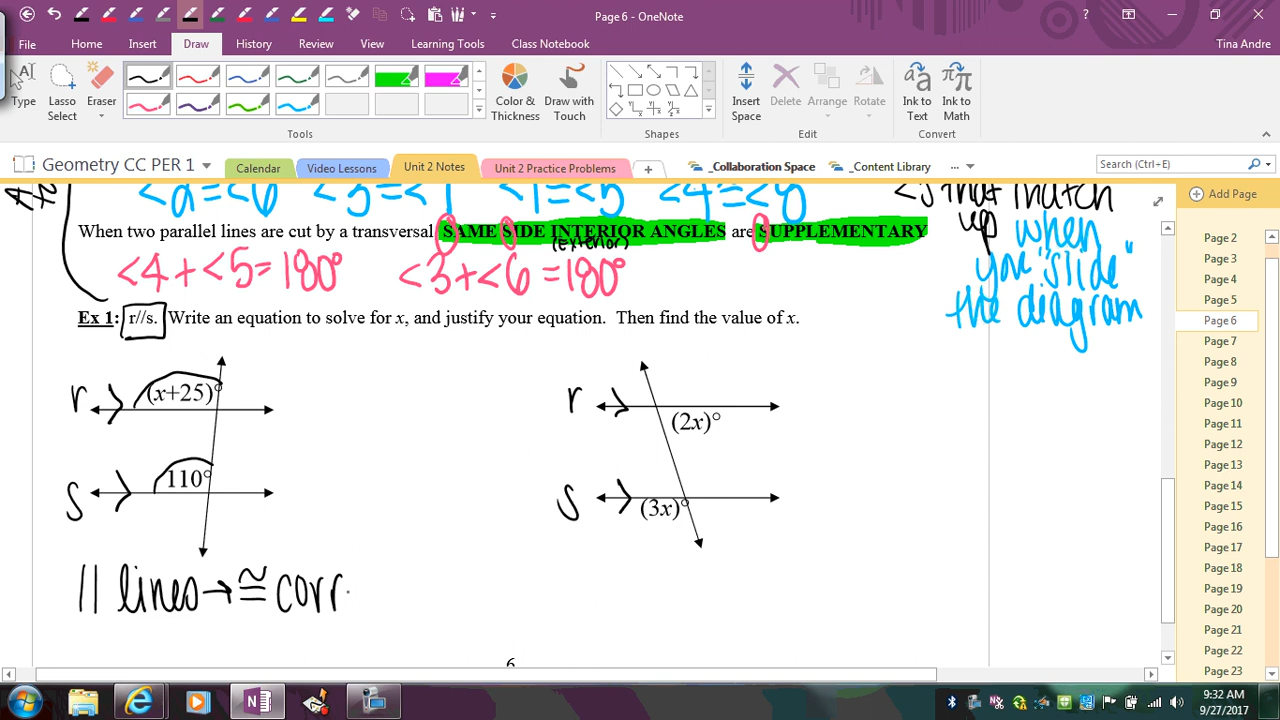 Page 6 - OneNote
Tina Andre
File Home Insert Draw History Review View Learning Tools Class Notebook
Type Lasso Select Eraser Color & Thickness Draw with Touch Insert Space Delete Arrange Rotate Ink to Text Ink to Math
Tools Shapes Edit Convert
Geometry CC PER 1 Calendar Video Lessons Unit 2 Notes Unit 2 Practice Problems _Collaboration Space _Content Library ... Search (Ctrl+E)
Add Page
<'s that match
up when
you "slide"
the diagram
When two parallel lines are cut by a transversal SAME SIDE INTERIOR ANGLES are SUPPLEMENTARY
(EXTERIOR)
<4 + <5 = 180° <3 + <6 = 180°
Ex 1: r//s. Write an equation to solve for x, and justify your equation. Then find the value of x.
r (x+25)°
s 110°
r (2x)°
s (3x)°
|| lines → ≅ corr
6
Page 2
Page 3
Page 4
Page 5
Page 6
Page 7
Page 8
Page 9
Page 10
Page 11
Page 12
Page 13
Page 14
Page 15
Page 16
Page 17
Page 18
Page 19
Page 20
Page 21
Page 22
Page 23
9:32 AM
9/27/2017